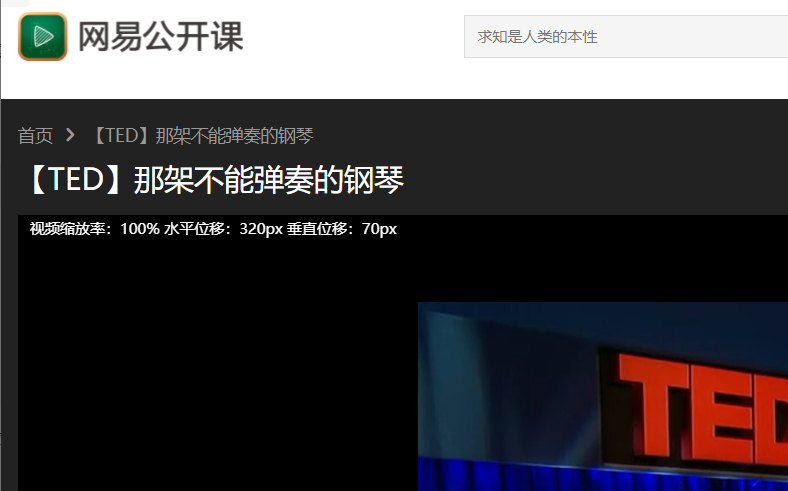 网易公开课
求知是人类的本性
首页 > 【TED】那架不能弹奏的钢琴
【TED】那架不能弹奏的钢琴
视频缩放率：100% 水平位移：320px 垂直位移：70px
TED